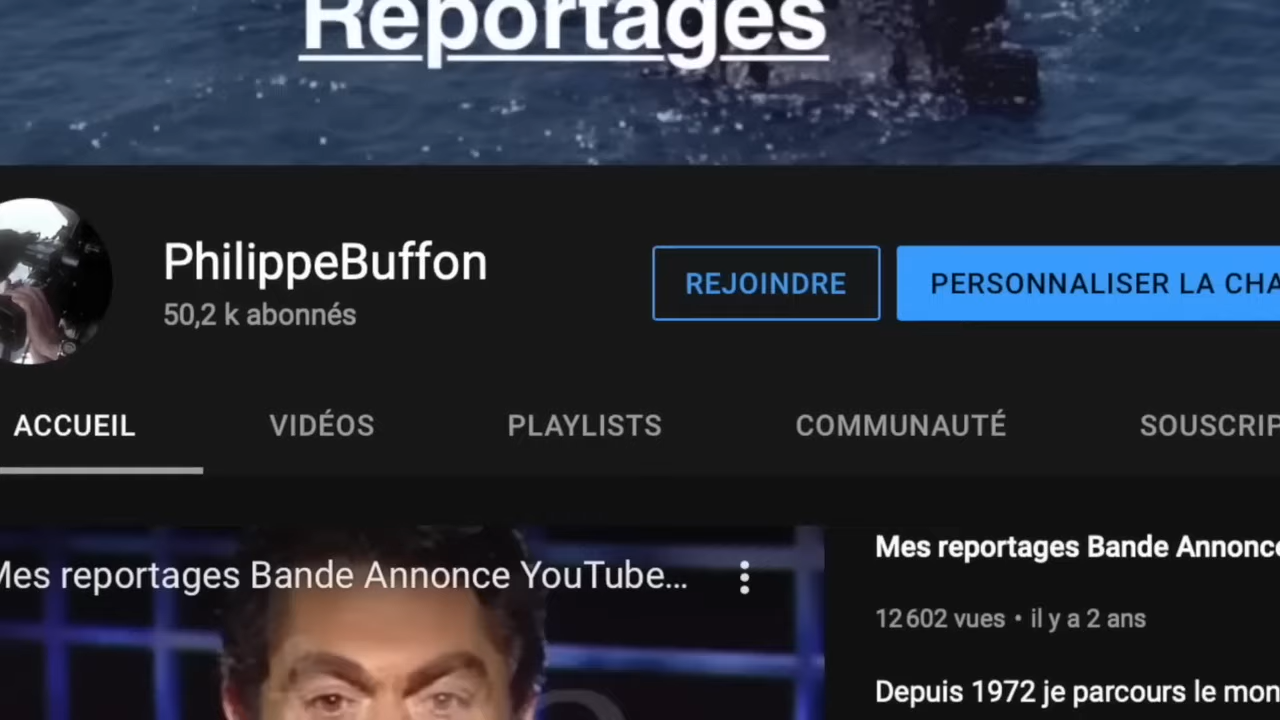 Reportages
PhilippeBuffon
50,2 k abonnés
REJOINDRE
PERSONNALISER LA CHA
ACCUEIL
VIDÉOS
PLAYLISTS
COMMUNAUTÉ
SOUSCRIP
Mes reportages Bande Annonce YouTube...
Mes reportages Bande Annonce
12 602 vues • il y a 2 ans
Depuis 1972 je parcours le mon